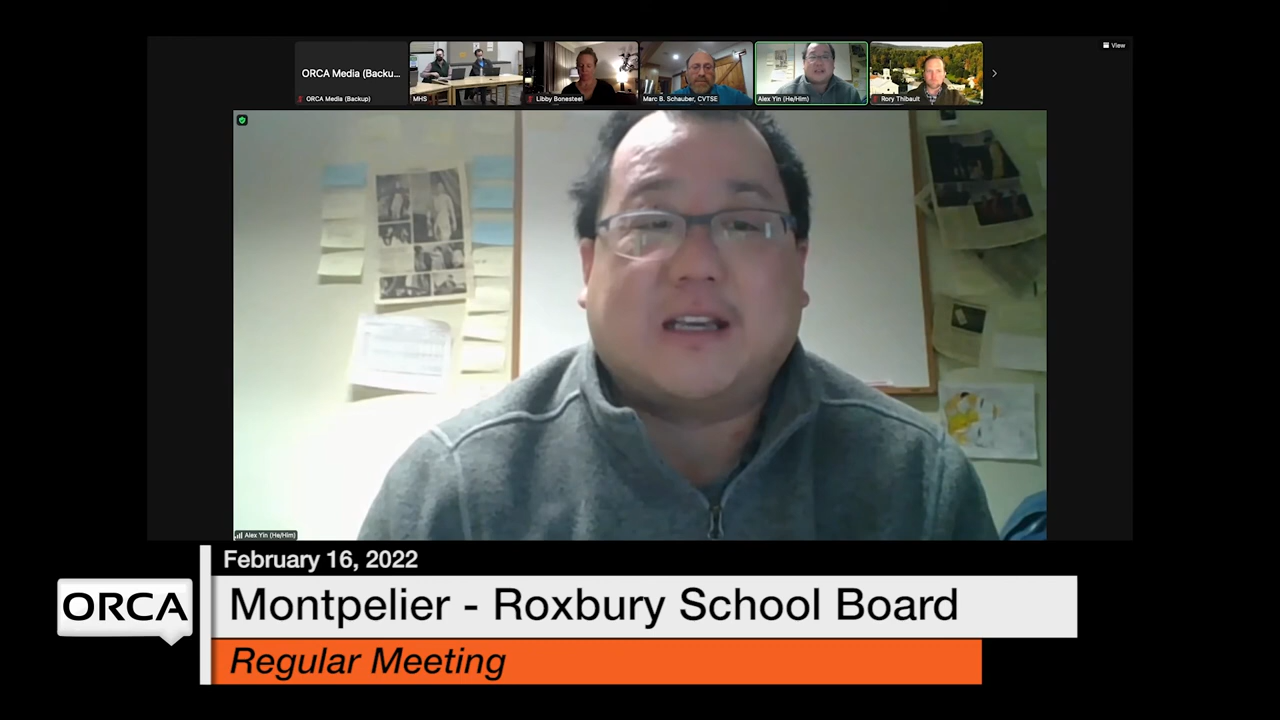 View
ORCA Media (Backu...
ORCA Media (Backup)
MHS
Libby Bonesteel
Marc B. Schauber, CVTSE
Alex Yin (He/Him)
Rory Thibault
Alex Yin (He/Him)
February 16, 2022
ORCA
Montpelier - Roxbury School Board
Regular Meeting